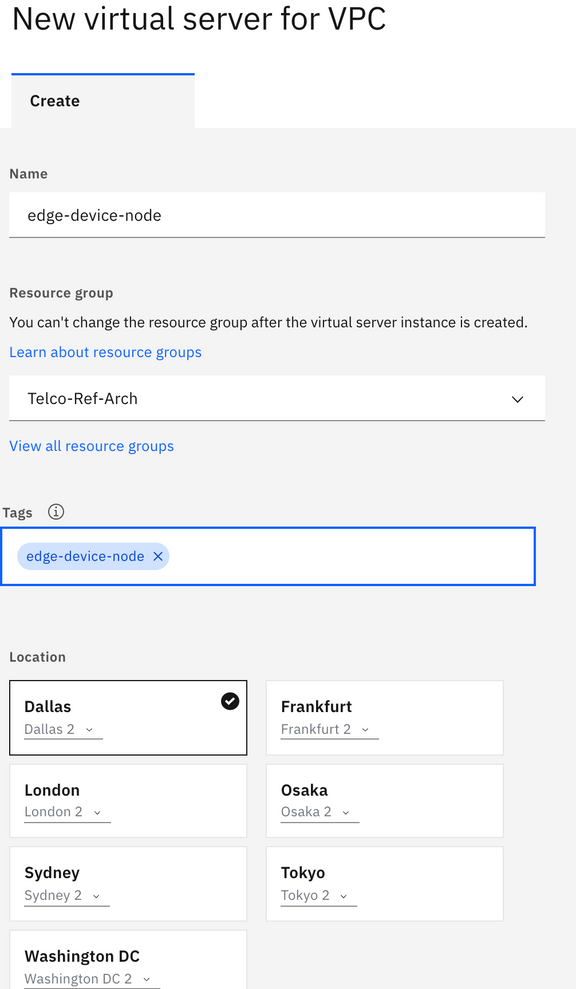 New virtual server for VPC
Create
Name
edge-device-node
Resource group
You can't change the resource group after the virtual server instance is created.
Learn about resource groups
Telco-Ref-Arch
View all resource groups
Tags
edge-device-node
Location
Dallas
Dallas 2
Frankfurt
Frankfurt 2
London
London 2
Osaka
Osaka 2
Sydney
Sydney 2
Tokyo
Tokyo 2
Washington DC
Washington DC 2